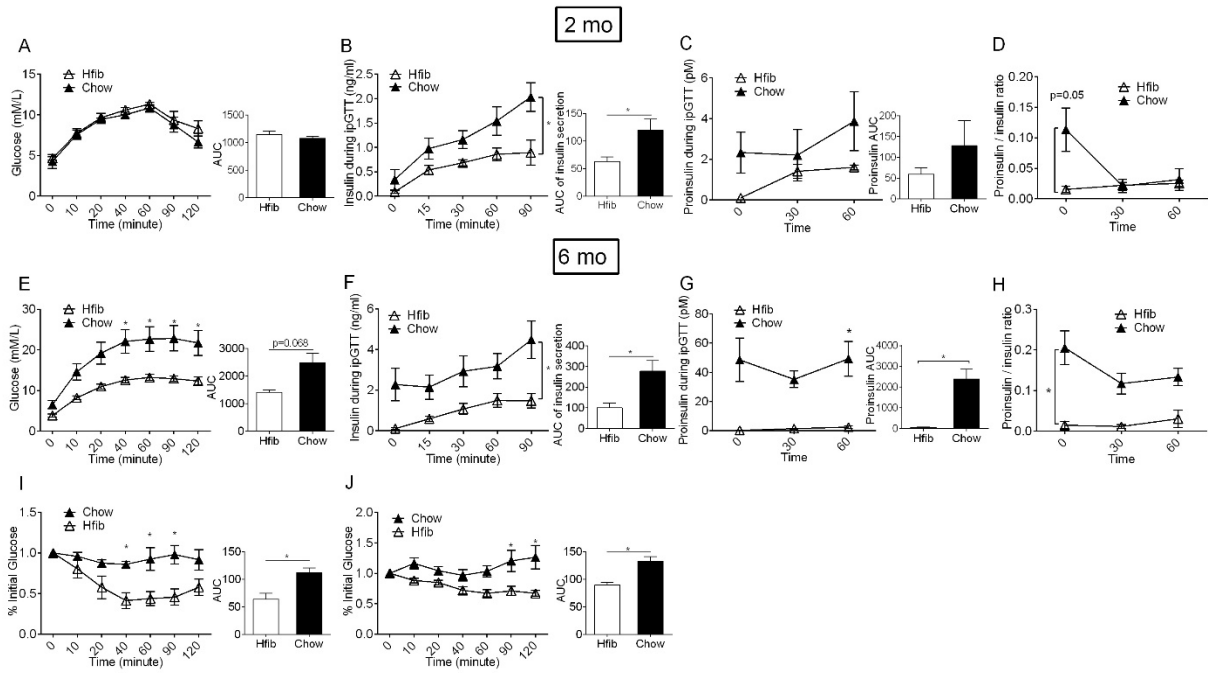 2 mo
A
Hfib
Chow
Glucose (mM/L)
15
10
5
0
0 10 20 40 60 90 120
Time (minute)
AUC
1500
1000
500
0
Hfib Chow
B
Hfib
Chow
Insulin during ipGTT (ng/ml)
2.5
2.0
1.5
1.0
0.5
0.0
0 15 30 60 90
Time (minute)
*
AUC of insulin secretion
200
150
100
50
0
*
Hfib Chow
C
Hfib
Chow
Proinsulin during ipGTT (pM)
6
4
2
0
0 30 60
Time
Proinsulin AUC
250
200
150
100
50
0
Hfib Chow
D
Hfib
Chow
Proinsulin / insulin ratio
0.20
0.15
0.10
0.05
0.00
p=0.05
0 30 60
Time
6 mo
E
Hfib
Chow
Glucose (mM/L)
30
20
10
0
* * * *
0 10 20 40 60 90 120
Time (minute)
AUC
3000
2000
1000
0
p=0.068
Hfib Chow
F
Hfib
Chow
Insulin during ipGTT (ng/ml)
6
4
2
0
0 15 30 60 90
Time (minute)
*
AUC of insulin secretion
400
300
200
100
0
*
Hfib Chow
G
Hfib
Chow
Proinsulin during ipGTT (pM)
80
60
40
20
0
*
0 30 60
Time
Proinsulin AUC
4000
3000
2000
1000
0
*
Hfib Chow
H
Hfib
Chow
Proinsulin / insulin ratio
0.3
0.2
0.1
0.0
*
0 30 60
Time
I
Chow
Hfib
% Initial Glucose
1.5
1.0
0.5
0.0
* * *
0 10 20 40 60 90 120
Time (minute)
AUC
150
100
50
0
*
Hfib Chow
J
Chow
Hfib
% Initial Glucose
2.0
1.5
1.0
0.5
0.0
* *
0 10 20 40 60 90 120
Time (minute)
AUC
150
100
50
0
*
Hfib Chow